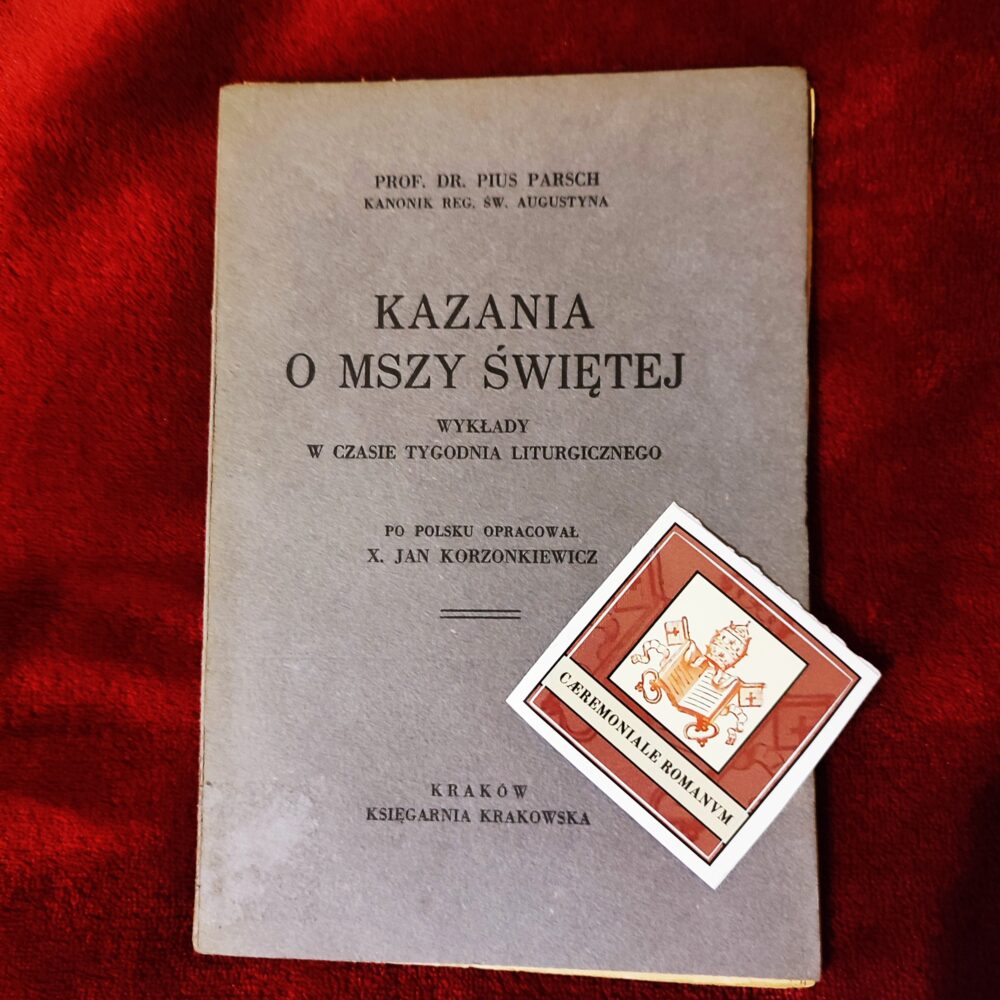 PROF. DR. PIUS PARSCH
KANONIK REG. ŚW. AUGUSTYNA
KAZANIA
O MSZY ŚWIĘTEJ
WYKŁADY
W CZASIE TYGODNIA LITURGICZNEGO
PO POLSKU OPRACOWAŁ
X. JAN KORZONKIEWICZ
KRAKÓW
KSIĘGARNIA KRAKOWSKA
CÆREMONIALE ROMANVM